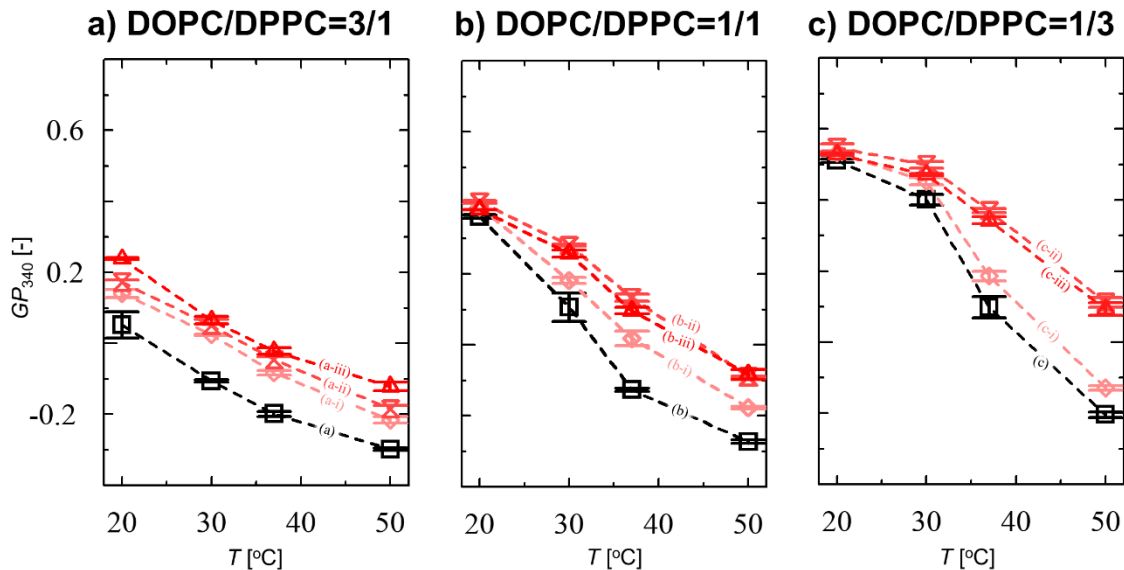 a) DOPC/DPPC=3/1
b) DOPC/DPPC=1/1
c) DOPC/DPPC=1/3
GP340 [-]
0.6
0.2
-0.2
(a-iii)
(a-ii)
(a-i)
(a)
(b-ii)
(b-iii)
(b-i)
(b)
(c-ii)
(c-iii)
(c-i)
(c)
20 30 40 50
20 30 40 50
20 30 40 50
T [°C]
T [°C]
T [°C]